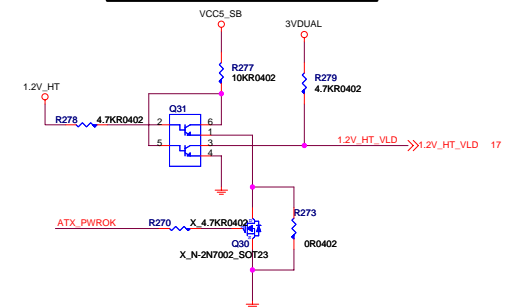 VCC5_SB
3VDUAL
R277
10KR0402
R279
4.7KR0402
1.2V_HT
R278
4.7KR0402
Q31
2
6
1
5
3
4
1.2V_HT_VLD
1.2V_HT_VLD 17
ATX_PWROK
R270
X_4.7KR0402
R273
0R0402
Q30
X_N-2N7002_SOT23